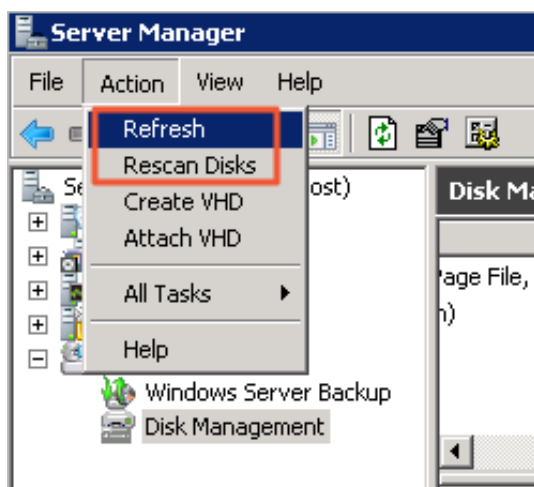 Server Manager
File Action View Help
Refresh
Rescan Disks
Create VHD
Attach VHD
All Tasks
Help
Se ost)
Disk Ma
age File,
n)
Windows Server Backup
Disk Management